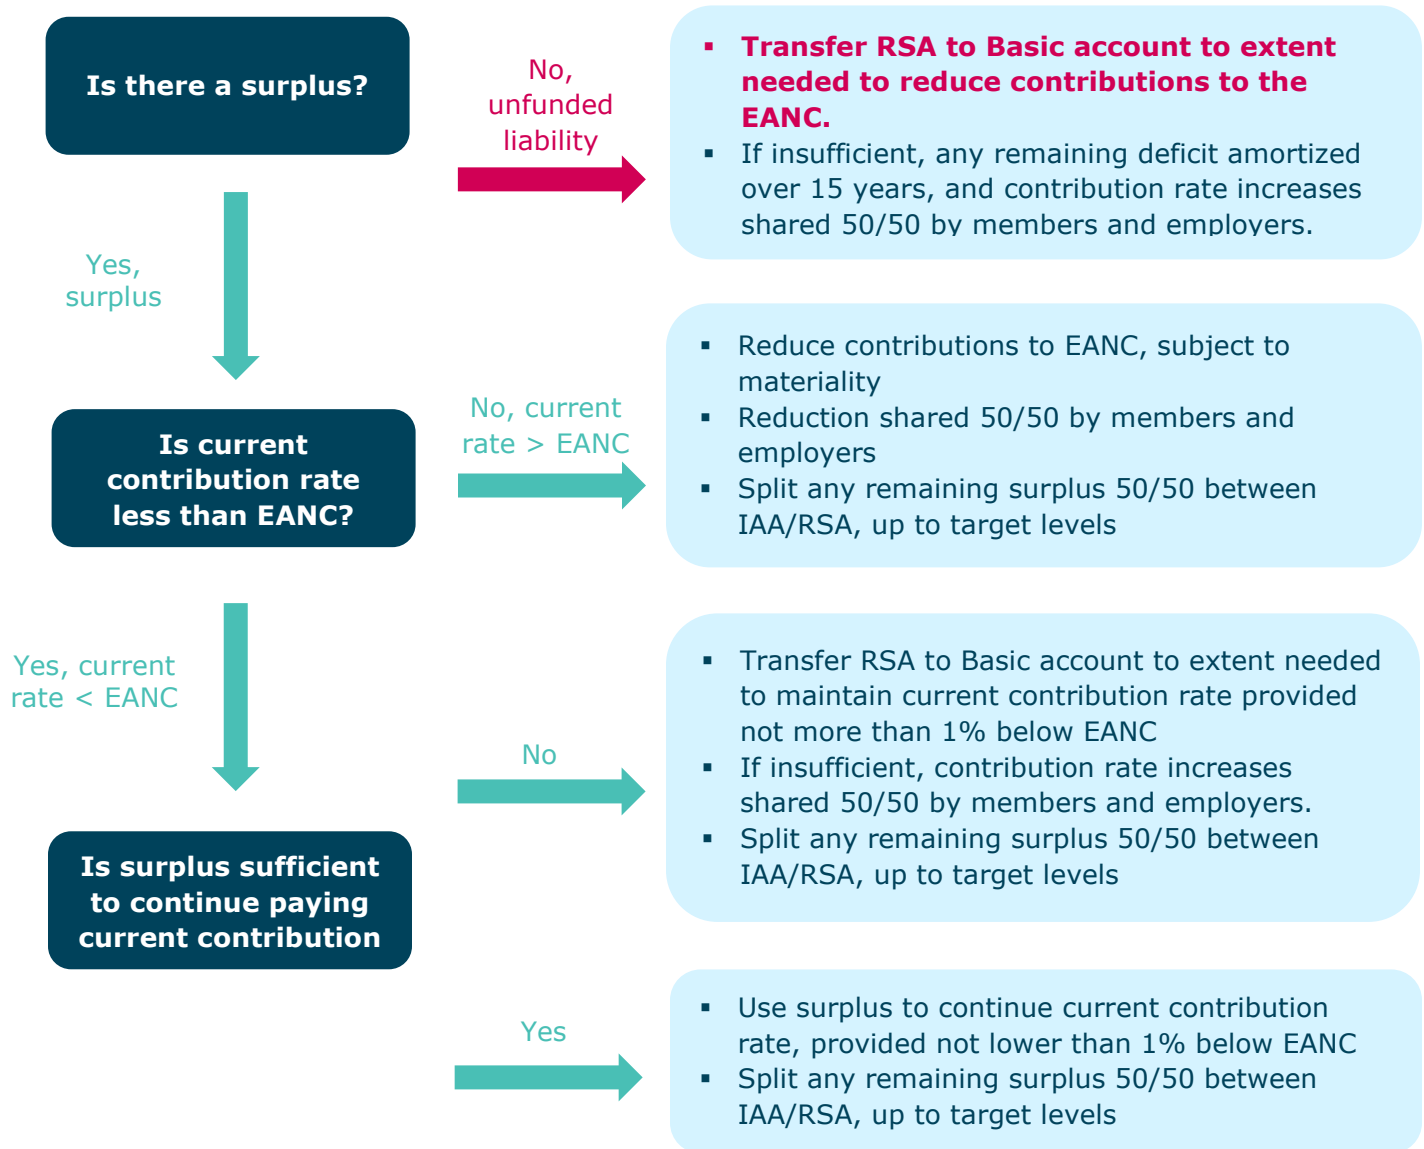 Is there a surplus?
No,
unfunded
liability
▪ Transfer RSA to Basic account to extent
needed to reduce contributions to the
EANC.
▪ If insufficient, any remaining deficit amortized
over 15 years, and contribution rate increases
shared 50/50 by members and employers.
Yes,
surplus
Is current
contribution rate
less than EANC?
No, current
rate > EANC
▪ Reduce contributions to EANC, subject to
materiality
▪ Reduction shared 50/50 by members and
employers
▪ Split any remaining surplus 50/50 between
IAA/RSA, up to target levels
Yes, current
rate < EANC
Is surplus sufficient
to continue paying
current contribution
No
▪ Transfer RSA to Basic account to extent needed
to maintain current contribution rate provided
not more than 1% below EANC
▪ If insufficient, contribution rate increases
shared 50/50 by members and employers.
▪ Split any remaining surplus 50/50 between
IAA/RSA, up to target levels
Yes
▪ Use surplus to continue current contribution
rate, provided not lower than 1% below EANC
▪ Split any remaining surplus 50/50 between
IAA/RSA, up to target levels